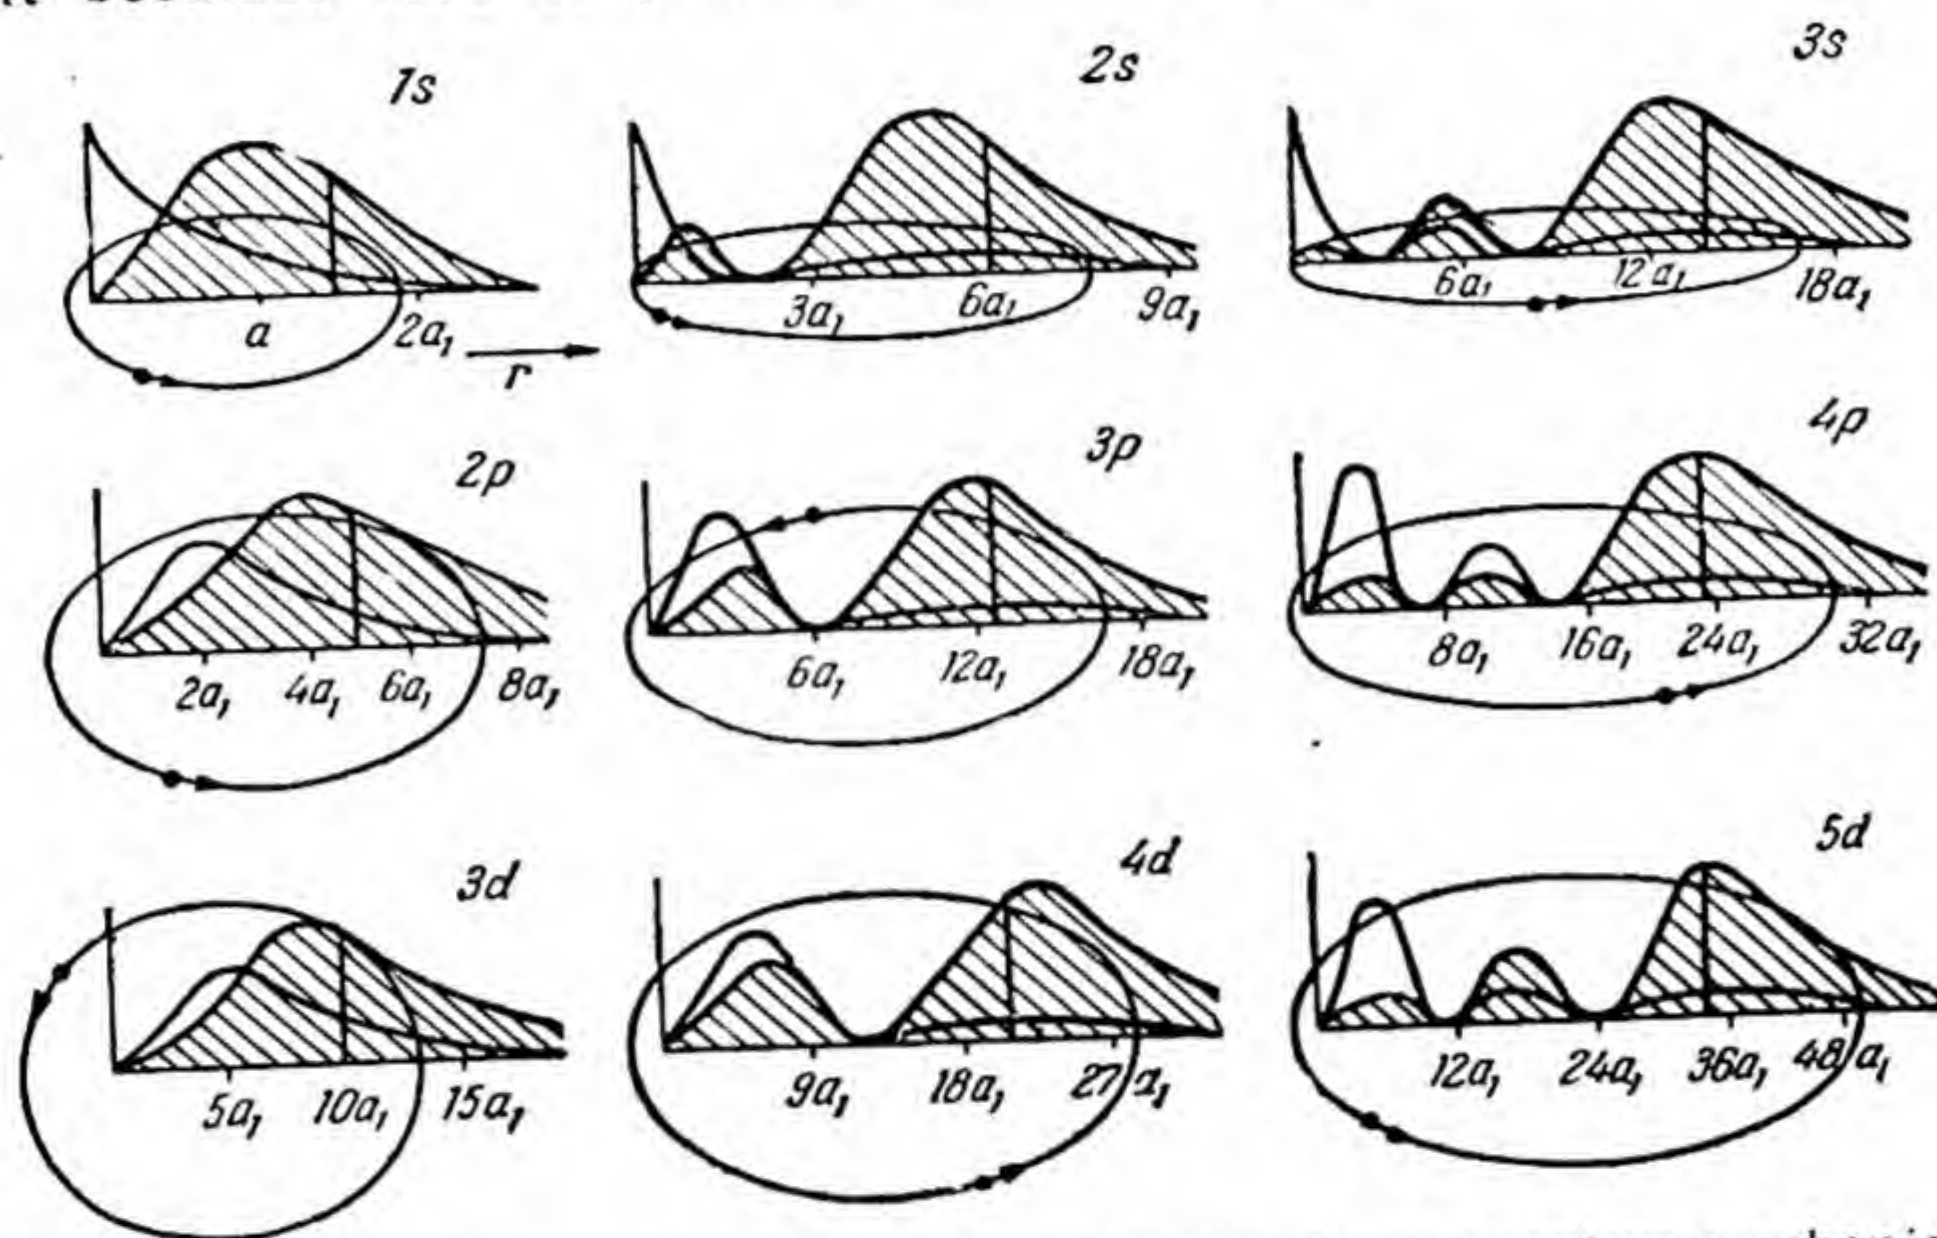 1s
2s
3s
a 2a₁ r
3a₁ 6a₁ 9a₁
6a₁ 12a₁ 18a₁
2p
3p
4p
2a₁ 4a₁ 6a₁ 8a₁
6a₁ 12a₁ 18a₁
8a₁ 16a₁ 24a₁ 32a₁
3d
4d
5d
5a₁ 10a₁ 15a₁
9a₁ 18a₁ 27a₁
12a₁ 24a₁ 36a₁ 48a₁